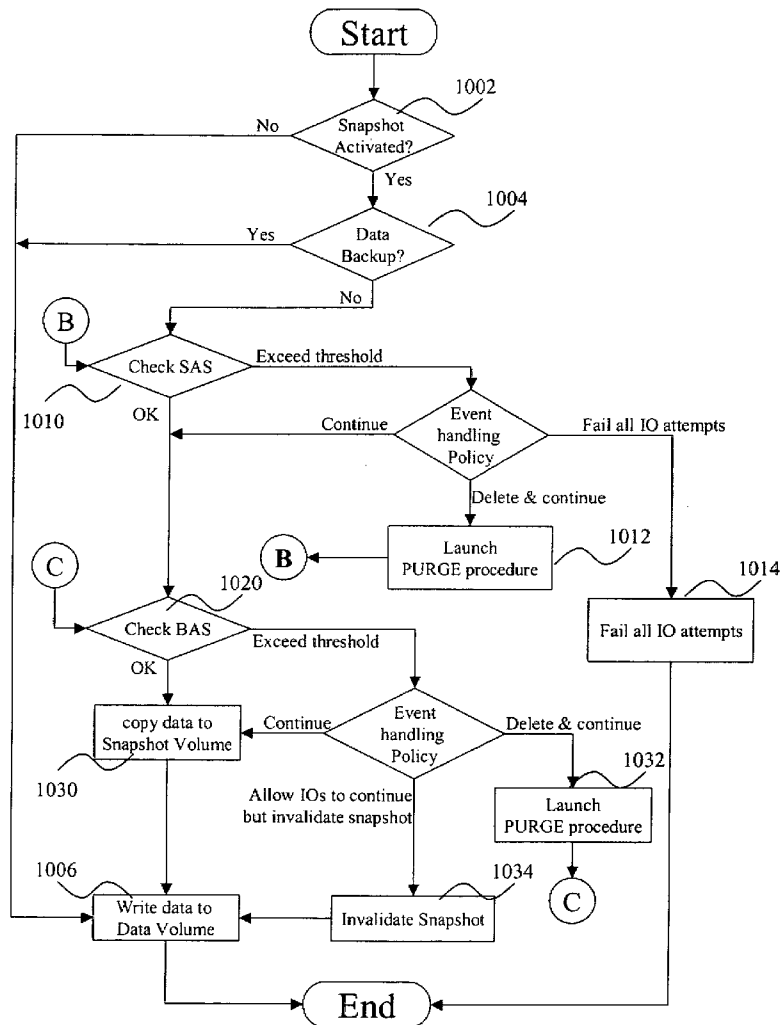 Start
1002
No
Snapshot
Activated?
Yes
1004
Yes
Data
Backup?
No
B
Check SAS
Exceed threshold
1010
OK
Continue
Event
handling
Policy
Fail all IO attempts
Delete & continue
B
Launch
PURGE procedure
1012
1014
C
1020
Fail all IO attempts
Check BAS
Exceed threshold
OK
copy data to
Snapshot Volume
Continue
Event
handling
Policy
Delete & continue
1030
1032
Allow IOs to continue
but invalidate snapshot
Launch
PURGE procedure
1006
1034
C
Write data to
Data Volume
Invalidate Snapshot
End